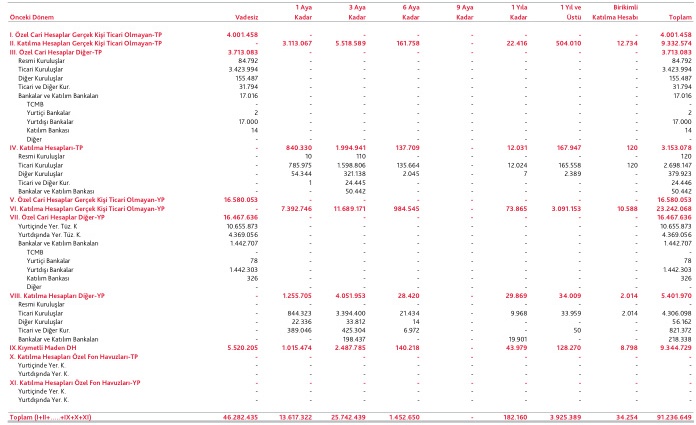 1 Aya 3 Aya 6 Aya 9 Aya 1 Yıla 1 Yıl ve Birikimli
Önceki Dönem Vadesiz Kadar Kadar Kadar Kadar Kadar Üstü Katılma Hesabı Toplam
I. Özel Cari Hesaplar Gerçek Kişi Ticari Olmayan-TP 4.001.458 - - - - - - - 4.001.458
II. Katılma Hesapları Gerçek Kişi Ticari Olmayan-TP - 3.113.067 5.518.589 161.758 - 22.416 504.010 12.734 9.332.574
III. Özel Cari Hesaplar Diğer-TP 3.713.083 - - - - - - - 3.713.083
Resmi Kuruluşlar 84.792 - - - - - - - 84.792
Ticari Kuruluşlar 3.423.994 - - - - - - - 3.423.994
Diğer Kuruluşlar 155.487 - - - - - - - 155.487
Ticari ve Diğer Kur. 31.794 - - - - - - - 31.794
Bankalar ve Katılım Bankaları 17.016 - - - - - - - 17.016
TCMB - - - - - - - - -
Yurtiçi Bankalar 2 - - - - - - - 2
Yurtdışı Bankalar 17.000 - - - - - - - 17.000
Katılım Bankası 14 - - - - - - - 14
Diğer - - - - - - - - -
IV. Katılma Hesapları-TP - 840.330 1.994.941 137.709 - 12.031 167.947 120 3.153.078
Resmi Kuruluşlar - 10 110 - - - - - 120
Ticari Kuruluşlar - 785.975 1.598.806 135.664 - 12.024 165.558 120 2.698.147
Diğer Kuruluşlar - 54.344 321.138 2.045 - 7 2.389 - 379.923
Ticari ve Diğer Kur. - 1 24.445 - - - - - 24.446
Bankalar ve Katılım Bankası - - 50.442 - - - - - 50.442
V. Özel Cari Hesaplar Gerçek Kişi Ticari Olmayan-YP 16.580.053 - - - - - - - 16.580.053
VI. Katılma Hesapları Gerçek Kişi Ticari Olmayan-YP - 7.392.746 11.689.171 984.545 - 73.865 3.091.153 10.588 23.242.068
VII. Özel Cari Hesaplar Diğer-YP 16.467.636 - - - - - - - 16.467.636
Yurtiçinde Yer. Tüz. K 10.655.873 - - - - - - - 10.655.873
Yurtdışında Yer. Tüz. K 4.369.056 - - - - - - - 4.369.056
Bankalar ve Katılım Bankaları 1.442.707 - - - - - - - 1.442.707
TCMB - - - - - - - - -
Yurtiçi Bankalar 78 - - - - - - - 78
Yurtdışı Bankalar 1.442.303 - - - - - - - 1.442.303
Katılım Bankası 326 - - - - - - - 326
Diğer - - - - - - - - -
VIII. Katılma Hesapları Diğer-YP - 1.255.705 4.051.953 28.420 - 29.869 34.009 2.014 5.401.970
Resmi Kuruluşlar - - - - - - - - -
Ticari Kuruluşlar - 844.323 3.394.400 21.434 - 9.968 33.959 2.014 4.306.098
Diğer Kuruluşlar - 22.336 33.812 14 - - - - 56.162
Ticari ve Diğer Kur. - 389.046 425.304 6.972 - - 50 - 821.372
Bankalar ve Katılım Bankaları - - 198.437 - - 19.901 - - 218.338
IX.Kıymetli Maden DH 5.520.205 1.015.474 2.487.785 140.218 - 43.979 128.270 8.798 9.344.729
X. Katılma Hesapları Özel Fon Havuzları-TP - - - - - - - - -
Yurtiçinde Yer. K. - - - - - - - - -
Yurtdışında Yer. K. - - - - - - - - -
XI. Katılma Hesapları Özel Fon Havuzları-YP - - - - - - - - -
Yurtiçinde Yer. K. - - - - - - - - -
Yurtdışında Yer. K. - - - - - - - - -
Toplam (I+II+.....+IX+X+XI) 46.282.435 13.617.322 25.742.439 1.452.650 - 182.160 3.925.389 34.254 91.236.649